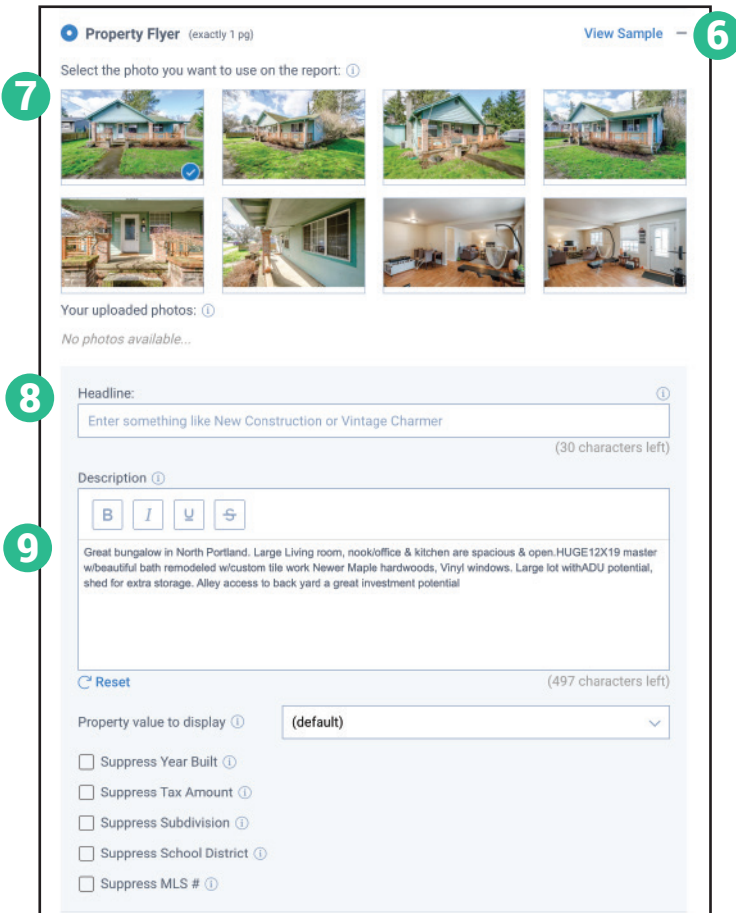 Property Flyer (exactly 1 pg)
View Sample
6
Select the photo you want to use on the report:
7
Your uploaded photos:
No photos available...
8
Headline:
Enter something like New Construction or Vintage Charmer
(30 characters left)
Description
B I U S
9
Great bungalow in North Portland. Large Living room, nook/office & kitchen are spacious & open.HUGE12X19 master
w/beautiful bath remodeled w/custom tile work Newer Maple hardwoods, Vinyl windows. Large lot withADU potential,
shed for extra storage. Alley access to back yard a great investment potential
Reset
(497 characters left)
Property value to display
(default)
Suppress Year Built
Suppress Tax Amount
Suppress Subdivision
Suppress School District
Suppress MLS #